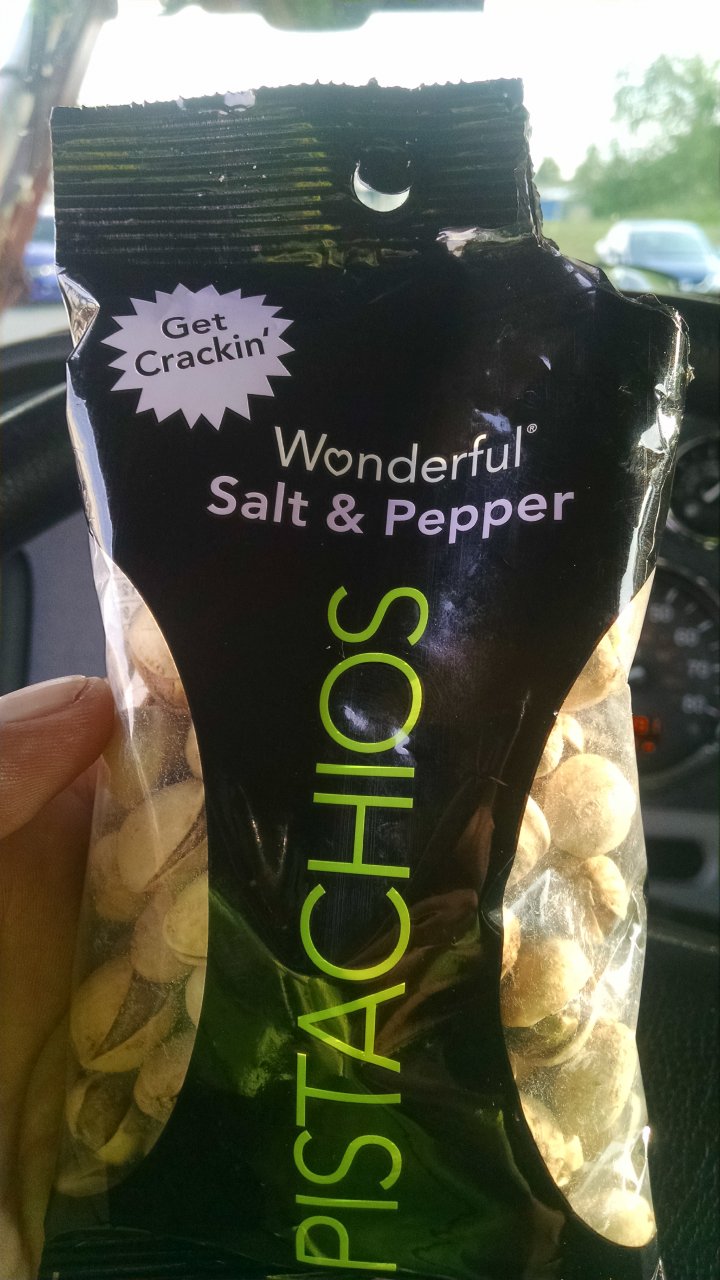 Get
Crackin'
Wonderful®
Salt & Pepper
PISTACHIOS